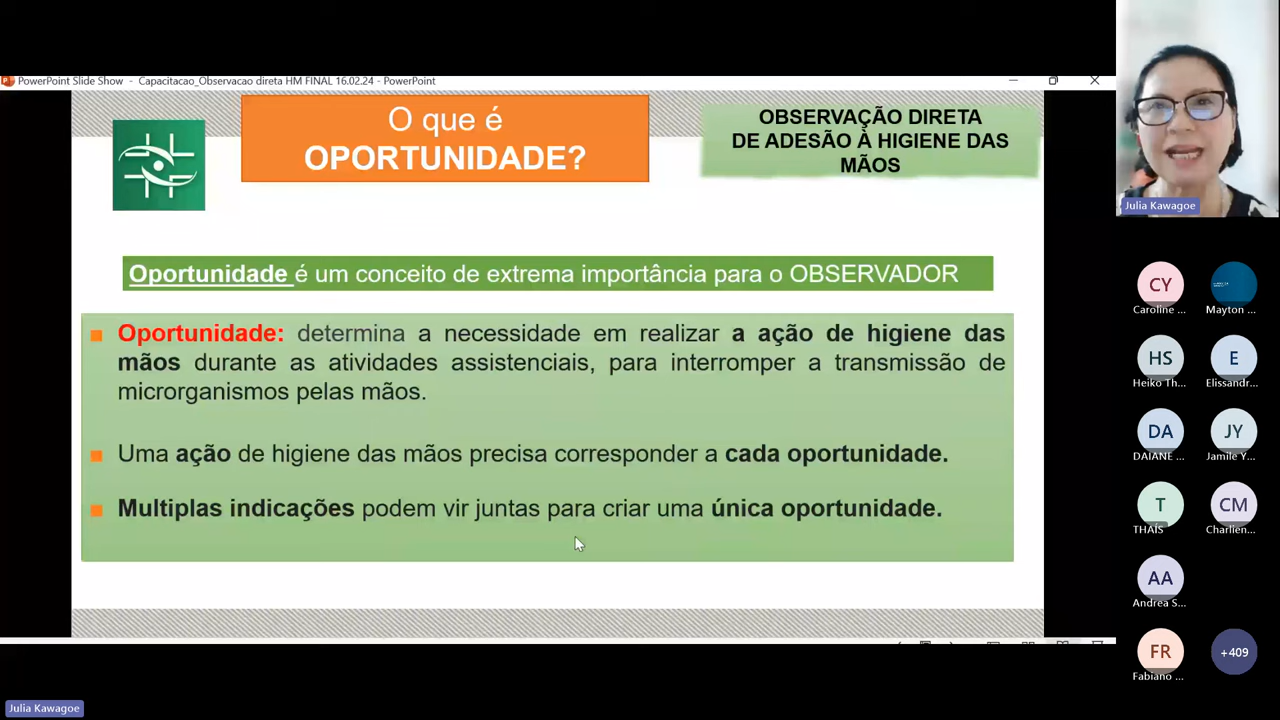 PowerPoint Slide Show - Capacitacao_Observacao direta HM FINAL 16.02.24 - PowerPoint
O que é
OPORTUNIDADE?
OBSERVAÇÃO DIRETA
DE ADESÃO À HIGIENE DAS
MÃOS
Oportunidade é um conceito de extrema importância para o OBSERVADOR
Oportunidade: determina a necessidade em realizar a ação de higiene das
mãos durante as atividades assistenciais, para interromper a transmissão de
microrganismos pelas mãos.
Uma ação de higiene das mãos precisa corresponder a cada oportunidade.
Multiplas indicações podem vir juntas para criar uma única oportunidade.
Julia Kawagoe
CY
Caroline ...
Mayton ...
HS
Heiko Th...
E
Elissandr...
DA
DAIANE ...
JY
Jamile Y...
T
THAÍS
CM
Charlien...
AA
Andrea S...
FR
Fabiano ...
+409
Julia Kawagoe